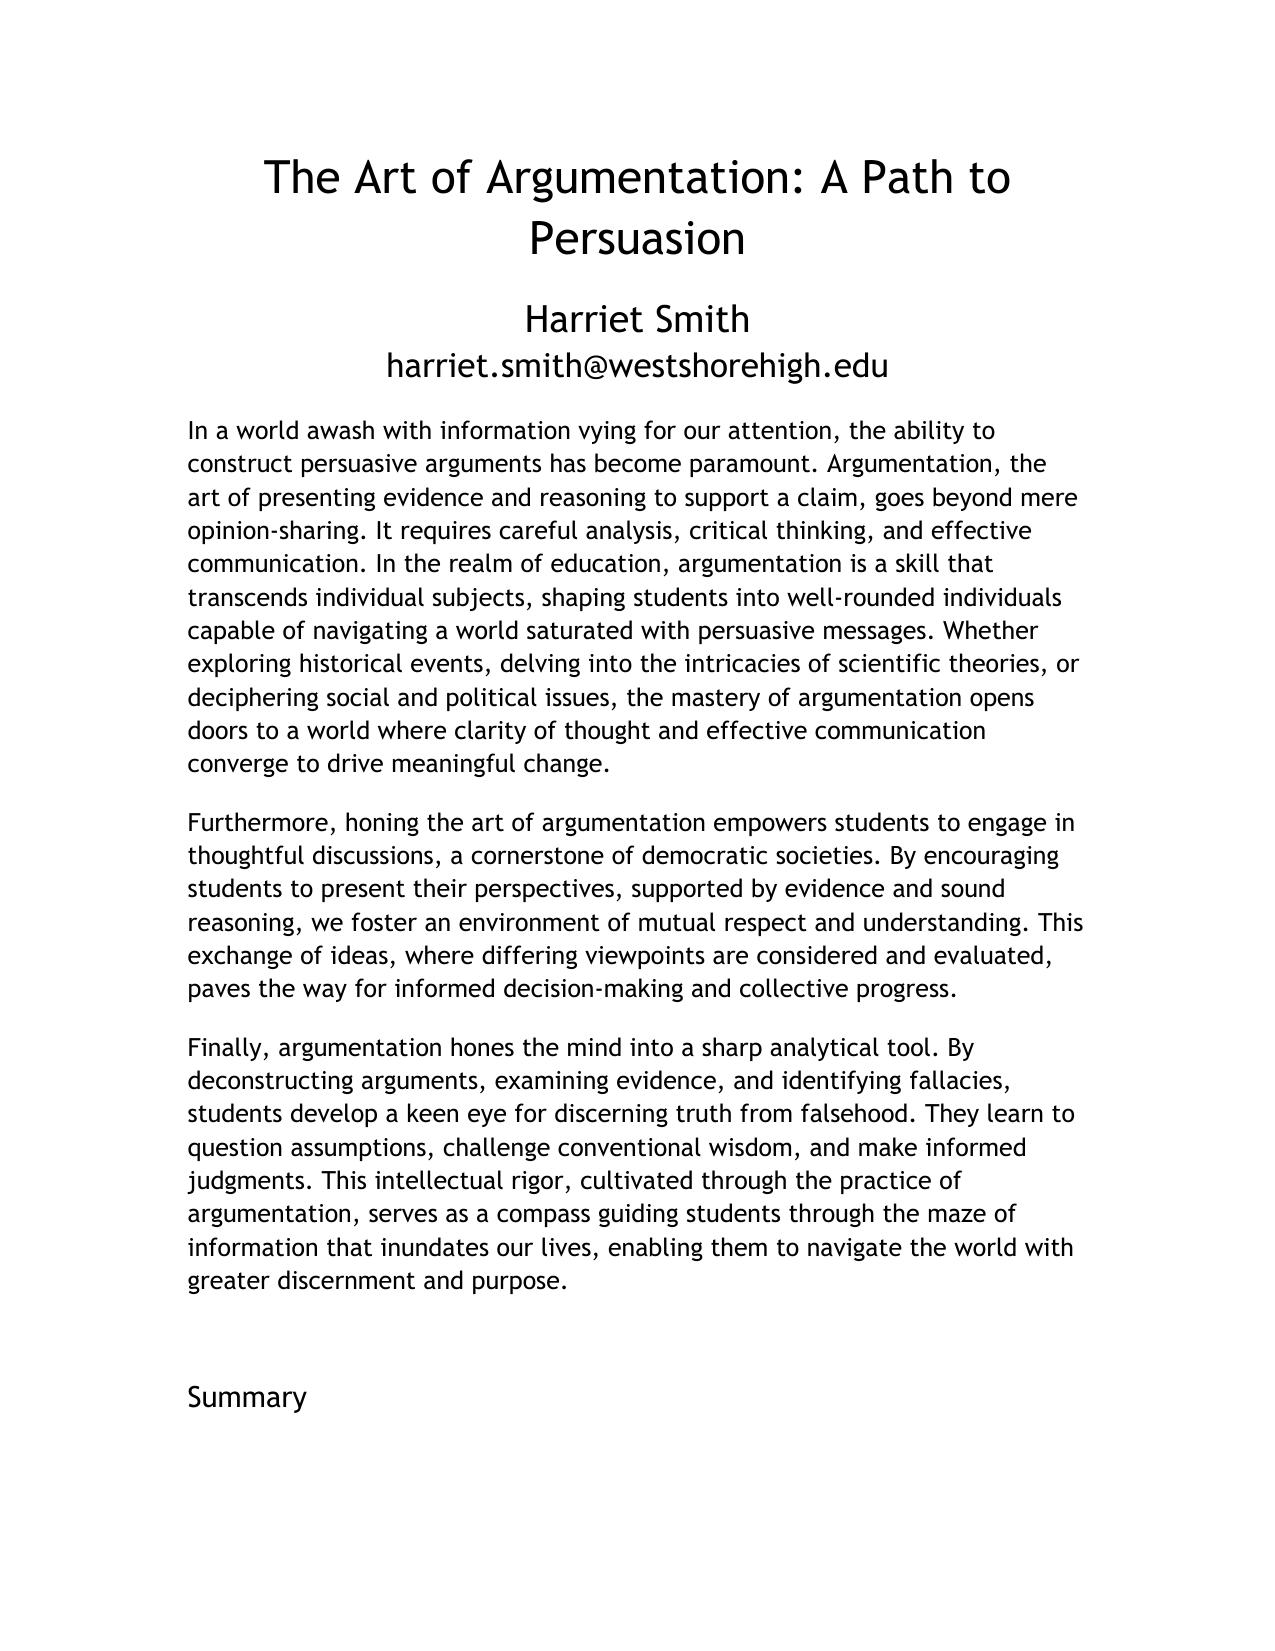 The Art of Argumentation: A Path to
Persuasion
Harriet Smith
harriet.smith@westshorehigh.edu
In a world awash with information vying for our attention, the ability to
construct persuasive arguments has become paramount. Argumentation, the
art of presenting evidence and reasoning to support a claim, goes beyond mere
opinion-sharing. It requires careful analysis, critical thinking, and effective
communication. In the realm of education, argumentation is a skill that
transcends individual subjects, shaping students into well-rounded individuals
capable of navigating a world saturated with persuasive messages. Whether
exploring historical events, delving into the intricacies of scientific theories, or
deciphering social and political issues, the mastery of argumentation opens
doors to a world where clarity of thought and effective communication
converge to drive meaningful change.
Furthermore, honing the art of argumentation empowers students to engage in
thoughtful discussions, a cornerstone of democratic societies. By encouraging
students to present their perspectives, supported by evidence and sound
reasoning, we foster an environment of mutual respect and understanding. This
exchange of ideas, where differing viewpoints are considered and evaluated,
paves the way for informed decision-making and collective progress.
Finally, argumentation hones the mind into a sharp analytical tool. By
deconstructing arguments, examining evidence, and identifying fallacies,
students develop a keen eye for discerning truth from falsehood. They learn to
question assumptions, challenge conventional wisdom, and make informed
judgments. This intellectual rigor, cultivated through the practice of
argumentation, serves as a compass guiding students through the maze of
information that inundates our lives, enabling them to navigate the world with
greater discernment and purpose.
Summary